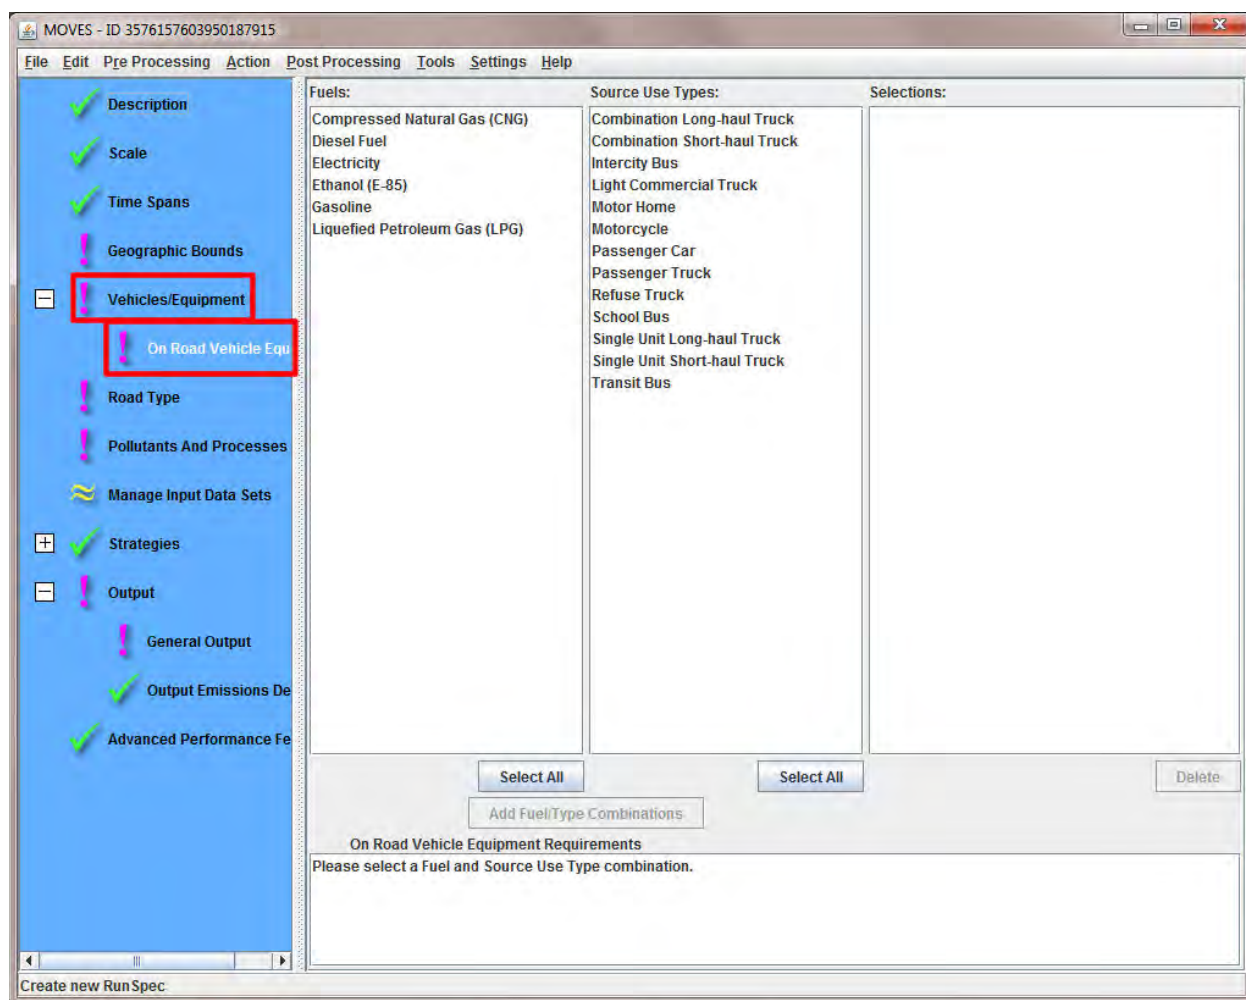 MOVES - ID 3576157603950187915
File Edit Pre Processing Action Post Processing Tools Settings Help
Description
Scale
Time Spans
Geographic Bounds
Vehicles/Equipment
On Road Vehicle Equ
Road Type
Pollutants And Processes
Manage Input Data Sets
Strategies
Output
General Output
Output Emissions De
Advanced Performance Fe
Fuels:
Compressed Natural Gas (CNG)
Diesel Fuel
Electricity
Ethanol (E-85)
Gasoline
Liquefied Petroleum Gas (LPG)
Select All
Source Use Types:
Combination Long-haul Truck
Combination Short-haul Truck
Intercity Bus
Light Commercial Truck
Motor Home
Motorcycle
Passenger Car
Passenger Truck
Refuse Truck
School Bus
Single Unit Long-haul Truck
Single Unit Short-haul Truck
Transit Bus
Select All
Selections:
Delete
Add Fuel/Type Combinations
On Road Vehicle Equipment Requirements
Please select a Fuel and Source Use Type combination.
Create new RunSpec